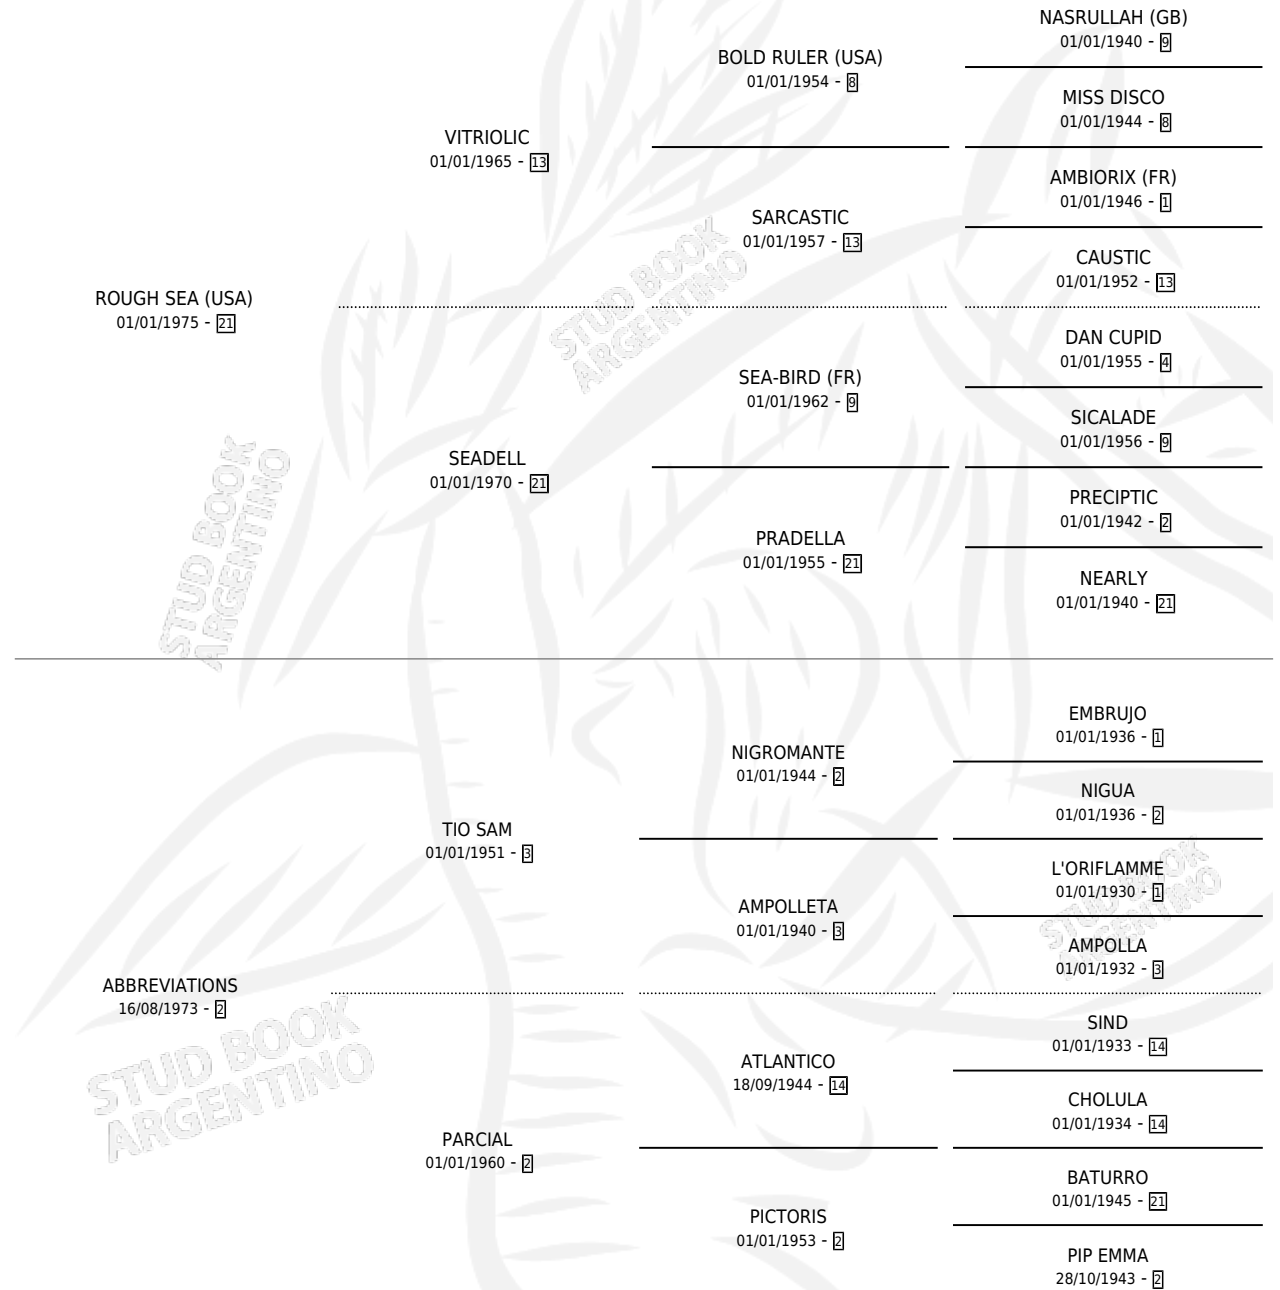 NASRULLAH (GB)
01/01/1940 - 9
BOLD RULER (USA)
01/01/1954 - 8
MISS DISCO
01/01/1944 - 8
VITRIOLIC
01/01/1965 - 13
AMBIORIX (FR)
01/01/1946 - 1
SARCASTIC
01/01/1957 - 13
CAUSTIC
01/01/1952 - 13
ROUGH SEA (USA)
01/01/1975 - 21
DAN CUPID
01/01/1955 - 4
SEA-BIRD (FR)
01/01/1962 - 9
SICALADE
01/01/1956 - 9
SEADELL
01/01/1970 - 21
PRECIPTIC
01/01/1942 - 2
PRADELLA
01/01/1955 - 21
NEARLY
01/01/1940 - 21
STUD BOOK
ARGENTINO
STUD BOOK
ARGENTINO
EMBRUJO
01/01/1936 - 1
NIGROMANTE
01/01/1944 - 2
NIGUA
01/01/1936 - 2
TIO SAM
01/01/1951 - 3
L'ORIFLAMME
01/01/1930 - 1
AMPOLLETA
01/01/1940 - 3
AMPOLLA
01/01/1932 - 3
STUD BOOK
ARGENTINO
ABBREVIATIONS
16/08/1973 - 2
SIND
01/01/1933 - 14
ATLANTICO
18/09/1944 - 14
CHOLULA
01/01/1934 - 14
PARCIAL
01/01/1960 - 2
BATURRO
01/01/1945 - 21
PICTORIS
01/01/1953 - 2
PIP EMMA
28/10/1943 - 2
STUD BOOK
ARGENTINO